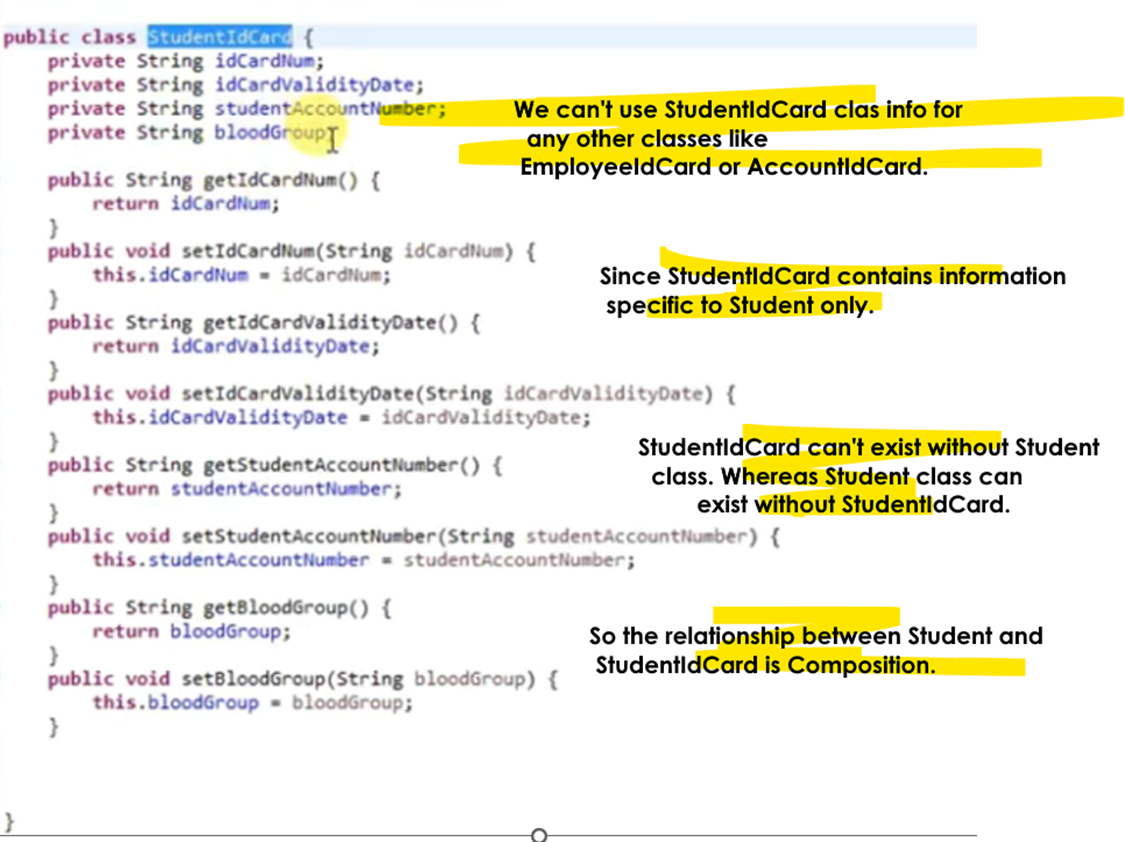 public class StudentIdCard {
private String idCardNum;
private String idCardValidityDate;
private String studentAccountNumber;
private String bloodGroup;
We can't use StudentIdCard clas info for
any other classes like
EmployeeIdCard or AccountIdCard.
public String getIdCardNum() {
return idCardNum;
}
public void setIdCardNum(String idCardNum) {
this.idCardNum = idCardNum;
}
Since StudentIdCard contains information
specific to Student only.
public String getIdCardValidityDate() {
return idCardValidityDate;
}
public void setIdCardValidityDate(String idCardValidityDate) {
this.idCardValidityDate = idCardValidityDate;
}
public String getStudentAccountNumber() {
return studentAccountNumber;
}
StudentIdCard can't exist without Student
class. Whereas Student class can
exist without StudentIdCard.
public void setStudentAccountNumber(String studentAccountNumber) {
this.studentAccountNumber = studentAccountNumber;
}
public String getBloodGroup() {
return bloodGroup;
}
public void setBloodGroup(String bloodGroup) {
this.bloodGroup = bloodGroup;
}
So the relationship between Student and
StudentIdCard is Composition.
}